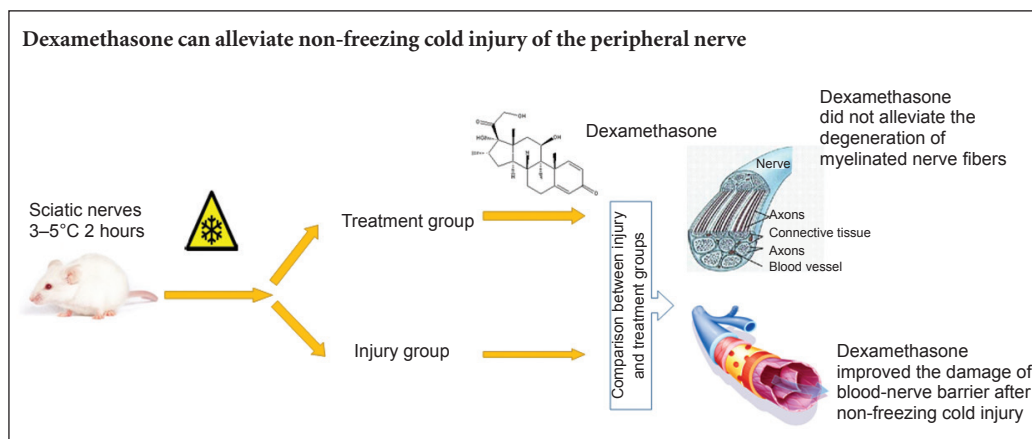 Dexamethasone can alleviate non-freezing cold injury of the peripheral nerve
Sciatic nerves
3–5°C 2 hours
Treatment group
Injury group
OH
O
HO
OH
O
Dexamethasone
Comparison between injury
and treatment groups
Nerve
Axons
Connective tissue
Axons
Blood vessel
Dexamethasone
did not alleviate the
degeneration of
myelinated nerve fibers
Dexamethasone
improved the damage of
blood-nerve barrier after
non-freezing cold injury